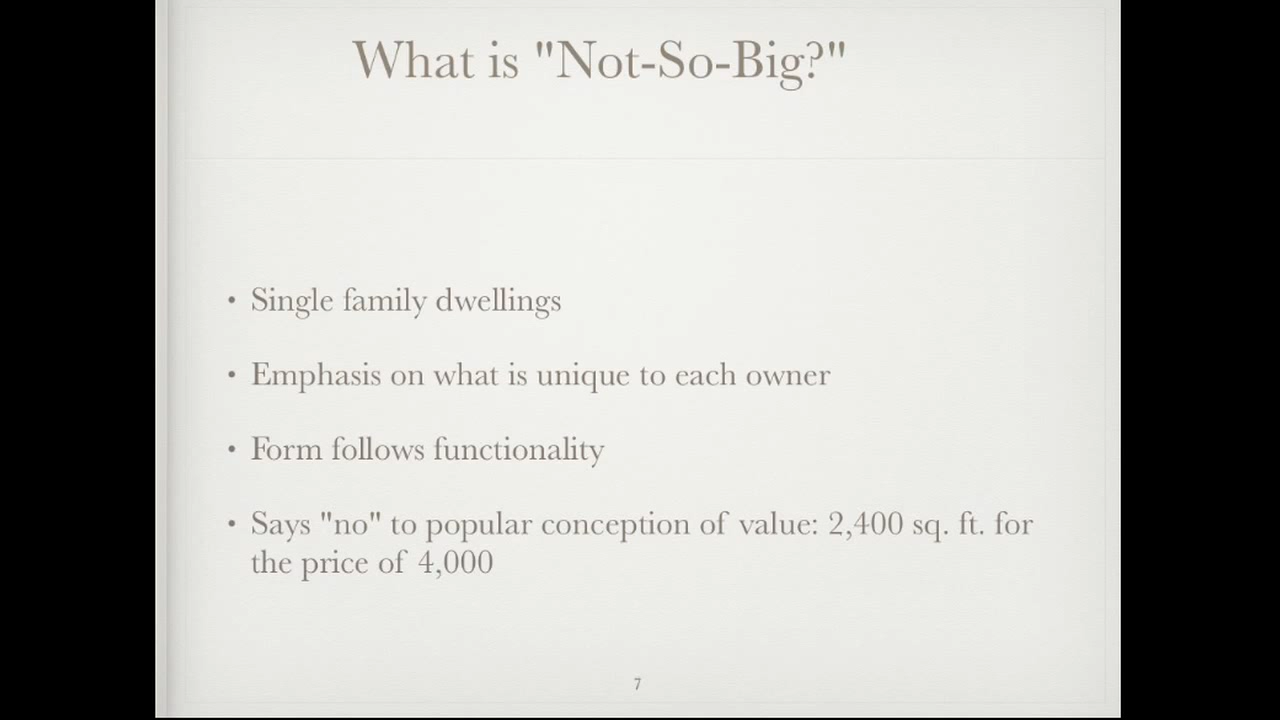 What is "Not-So-Big?"
• Single family dwellings
• Emphasis on what is unique to each owner
• Form follows functionality
• Says "no" to popular conception of value: 2,400 sq. ft. for
the price of 4,000
7